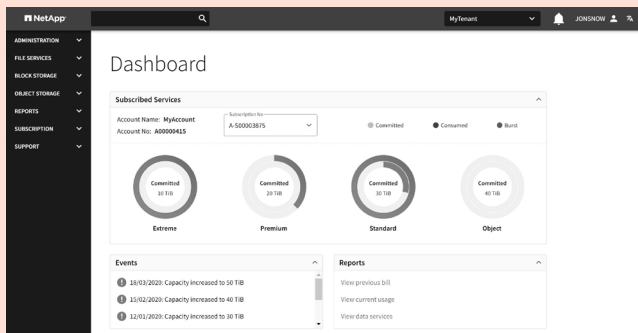 NetApp
MyTenant
JONSNOW
ADMINISTRATION
FILE SERVICES
BLOCK STORAGE
OBJECT STORAGE
REPORTS
SUBSCRIPTION
SUPPORT
Dashboard
Subscribed Services
Account Name: MyAccount
Account No: A00000415
Subscription No
A-S00003875
Committed
Consumed
Burst
Committed
10 TiB
Extreme
Committed
20 TiB
Premium
Committed
30 TiB
Standard
Committed
40 TiB
Object
Events
18/03/2020: Capacity increased to 50 TiB
15/02/2020: Capacity increased to 40 TiB
12/01/2020: Capacity increased to 30 TiB
Reports
View previous bill
View current usage
View data services